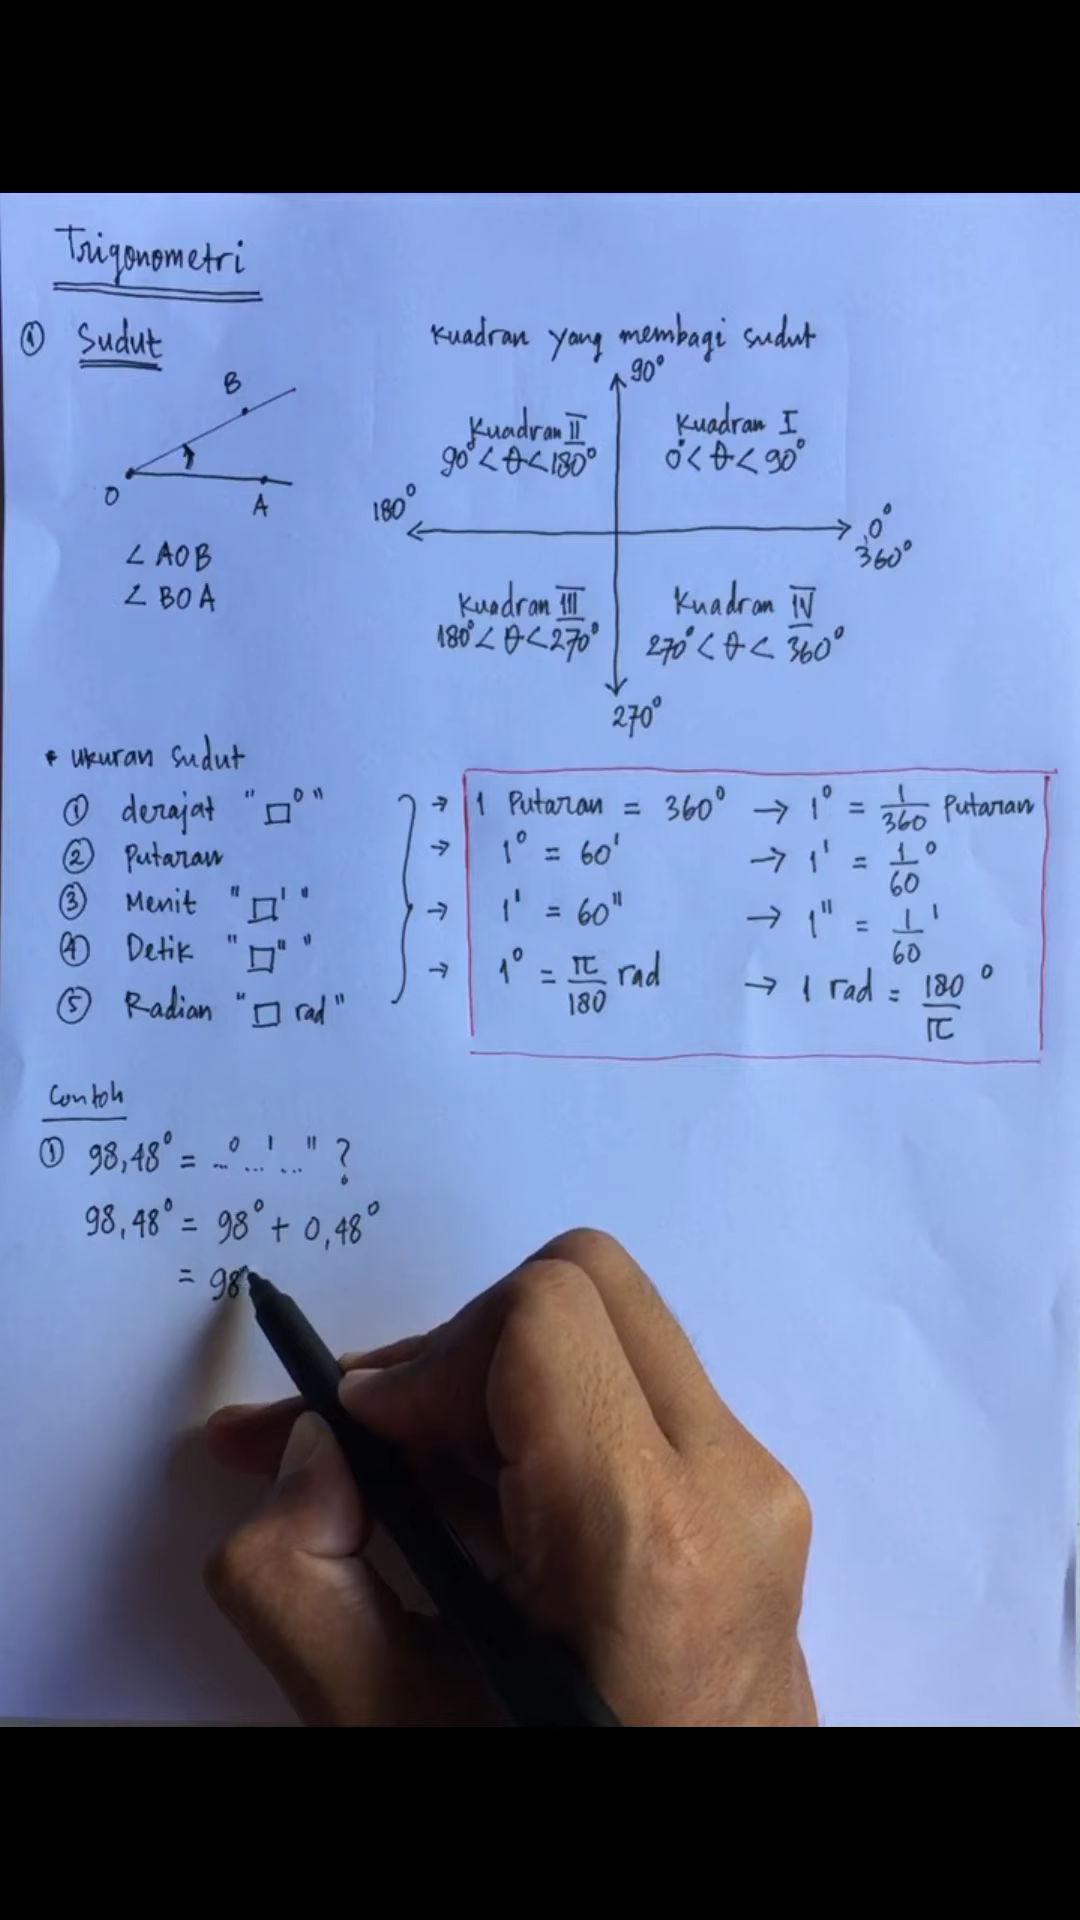 Trigonometri
① Sudut
B
O
A
∠ AOB
∠ BOA
Kuadran yang membagi sudut
90°
Kuadran II
90° < θ < 180°
Kuadran I
0° < θ < 90°
180°
0°
360°
Kuadran III
180° < θ < 270°
Kuadran IV
270° < θ < 360°
270°
* ukuran sudut
① derajat "□°"
② Putaran
③ Menit "□'"
④ Detik "□""
⑤ Radian "□ rad"
→ 1 Putaran = 360° → 1° = 1/360 Putaran
→ 1° = 60' → 1' = 1/60°
→ 1' = 60" → 1" = 1/60'
→ 1° = π/180 rad → 1 rad = 180/π °
Contoh
① 98,48° = ...°...'..." ?
98,48° = 98° + 0,48°
= 98°